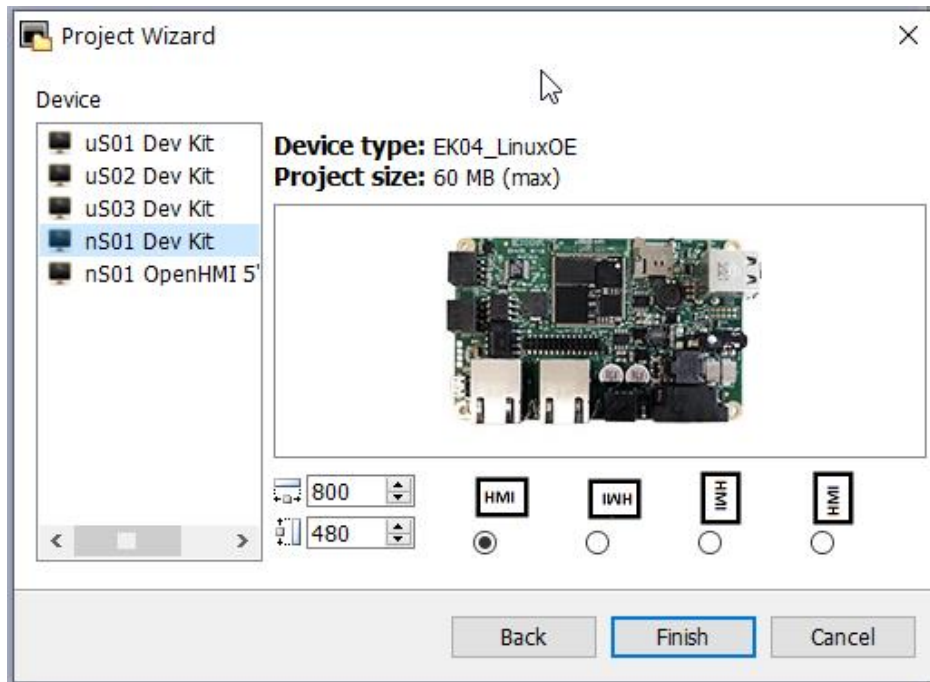 Project Wizard
Device
uS01 Dev Kit
uS02 Dev Kit
uS03 Dev Kit
nS01 Dev Kit
nS01 OpenHMI 5'
Device type: EK04_LinuxOE
Project size: 60 MB (max)
800
480
HMI
HMI
HMI
HMI
Back
Finish
Cancel